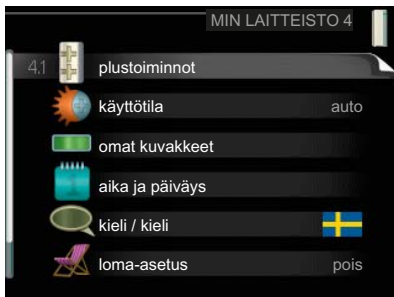 MIN LAITTEISTO 4
4.1 plustoiminnot
käyttötila auto
omat kuvakkeet
aika ja päiväys
kieli / kieli
loma-asetus pois